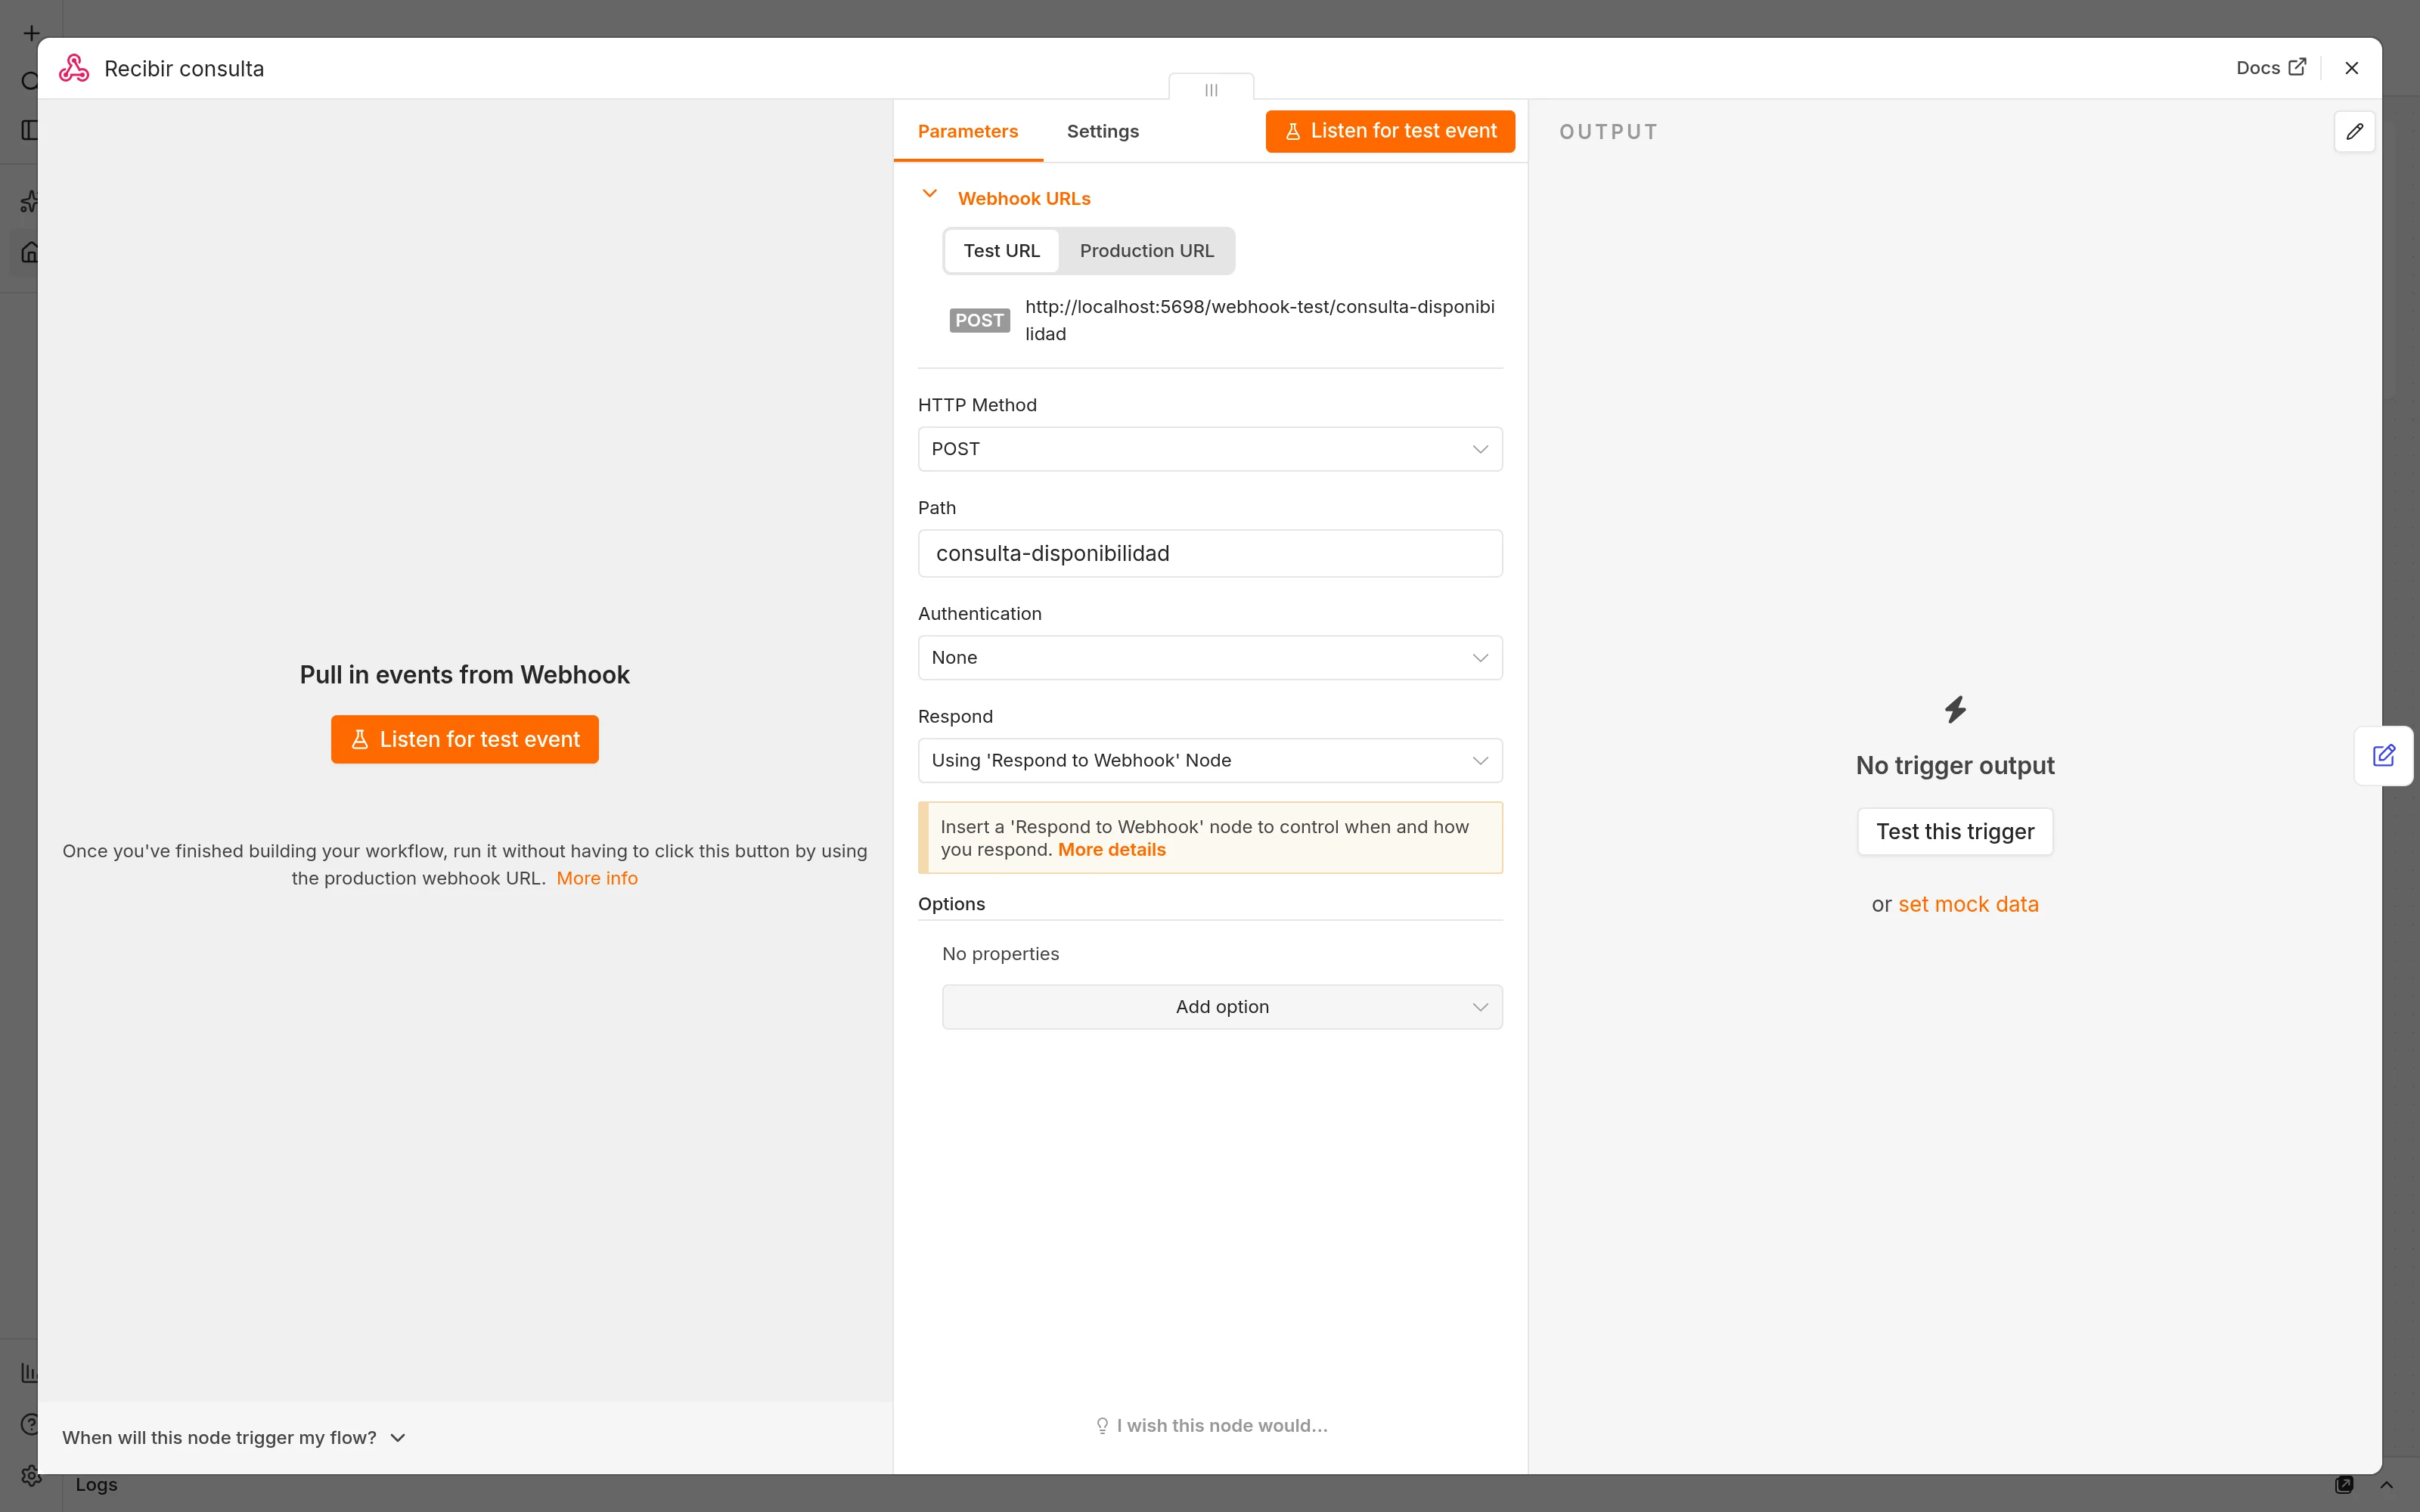 Recibir consulta
Docs
Pull in events from Webhook
Listen for test event
Once you've finished building your workflow, run it without having to click this button by using
the production webhook URL. More info
When will this node trigger my flow?
Parameters
Settings
Listen for test event
Webhook URLs
Test URL
Production URL
POST
http://localhost:5698/webhook-test/consulta-disponibi
lidad
HTTP Method
POST
Path
consulta-disponibilidad
Authentication
None
Respond
Using 'Respond to Webhook' Node
Insert a 'Respond to Webhook' node to control when and how
you respond. More details
Options
No properties
Add option
I wish this node would...
OUTPUT
No trigger output
Test this trigger
or set mock data
Logs